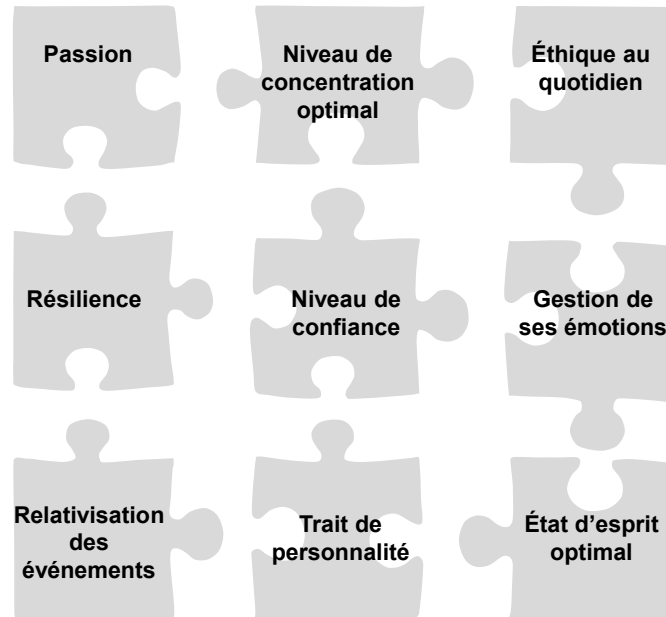 Passion
Niveau de
concentration
optimal
Éthique au
quotidien
Résilience
Niveau de
confiance
Gestion de
ses émotions
Relativisation
des
événements
Trait de
personnalité
État d’esprit
optimal